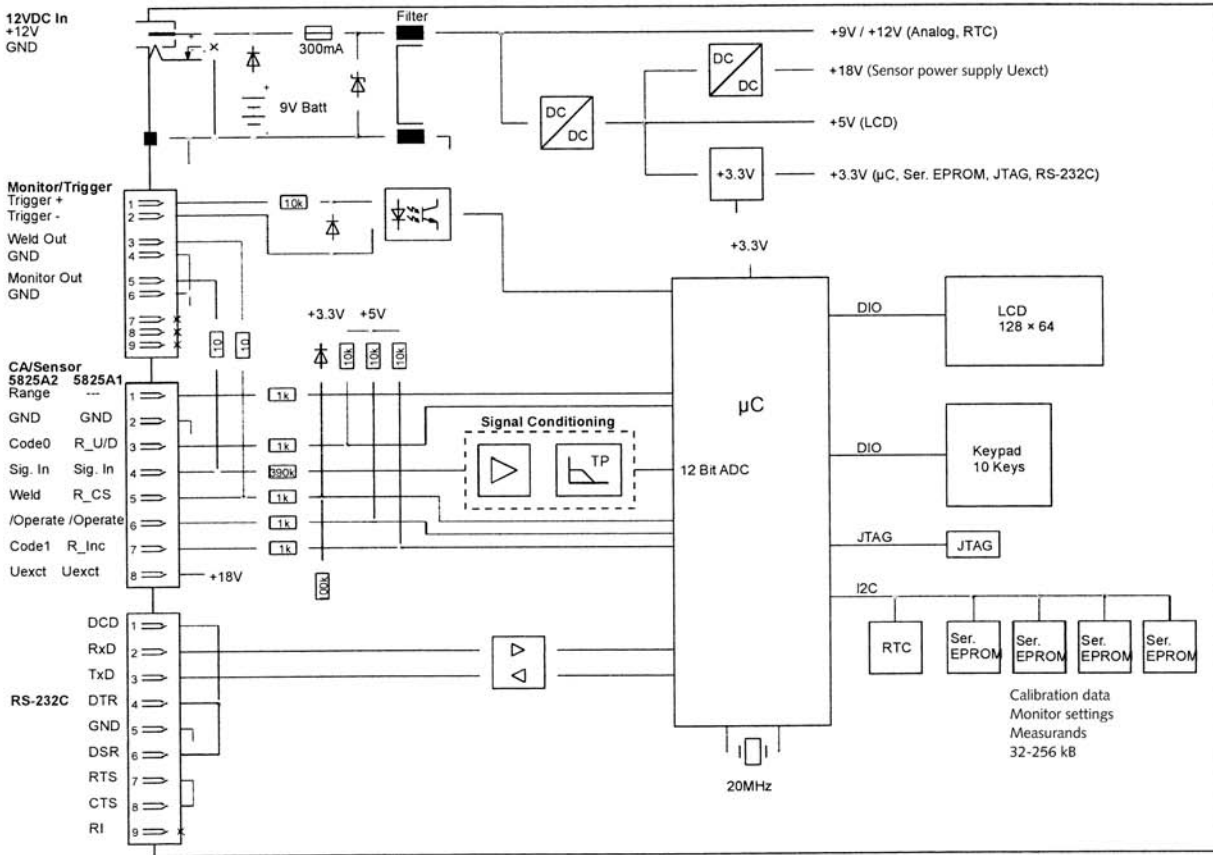 12VDC In
+12V
GND
300mA
Filter
9V Batt
+
+
DC
DC
DC
DC
+3.3V
+9V / +12V (Analog, RTC)
+18V (Sensor power supply Uexct)
+5V (LCD)
+3.3V (µC, Ser. EPROM, JTAG, RS-232C)
Monitor/Trigger
Trigger + 1
Trigger - 2
Weld Out 3
GND 4
Monitor Out 5
GND 6
7
8
9
10k
10
10
+3.3V +5V
10k 10k 10k
100k
CA/Sensor
5825A2 5825A1
Range --- 1 1k
GND GND 2
Code0 R_U/D 3 1k
Sig. In Sig. In 4 390k
Weld R_CS 5 1k
/Operate /Operate 6 1k
Code1 R_Inc 7 1k
Uexct Uexct 8 +18V
Signal Conditioning
TP
+3.3V
µC
12 Bit ADC
20MHz
DIO
LCD
128 × 64
DIO
Keypad
10 Keys
JTAG
JTAG
I2C
RTC
Ser.
EPROM
Ser.
EPROM
Ser.
EPROM
Ser.
EPROM
Calibration data
Monitor settings
Measurands
32-256 kB
RS-232C
DCD 1
RxD 2
TxD 3
DTR 4
GND 5
DSR 6
RTS 7
CTS 8
RI 9